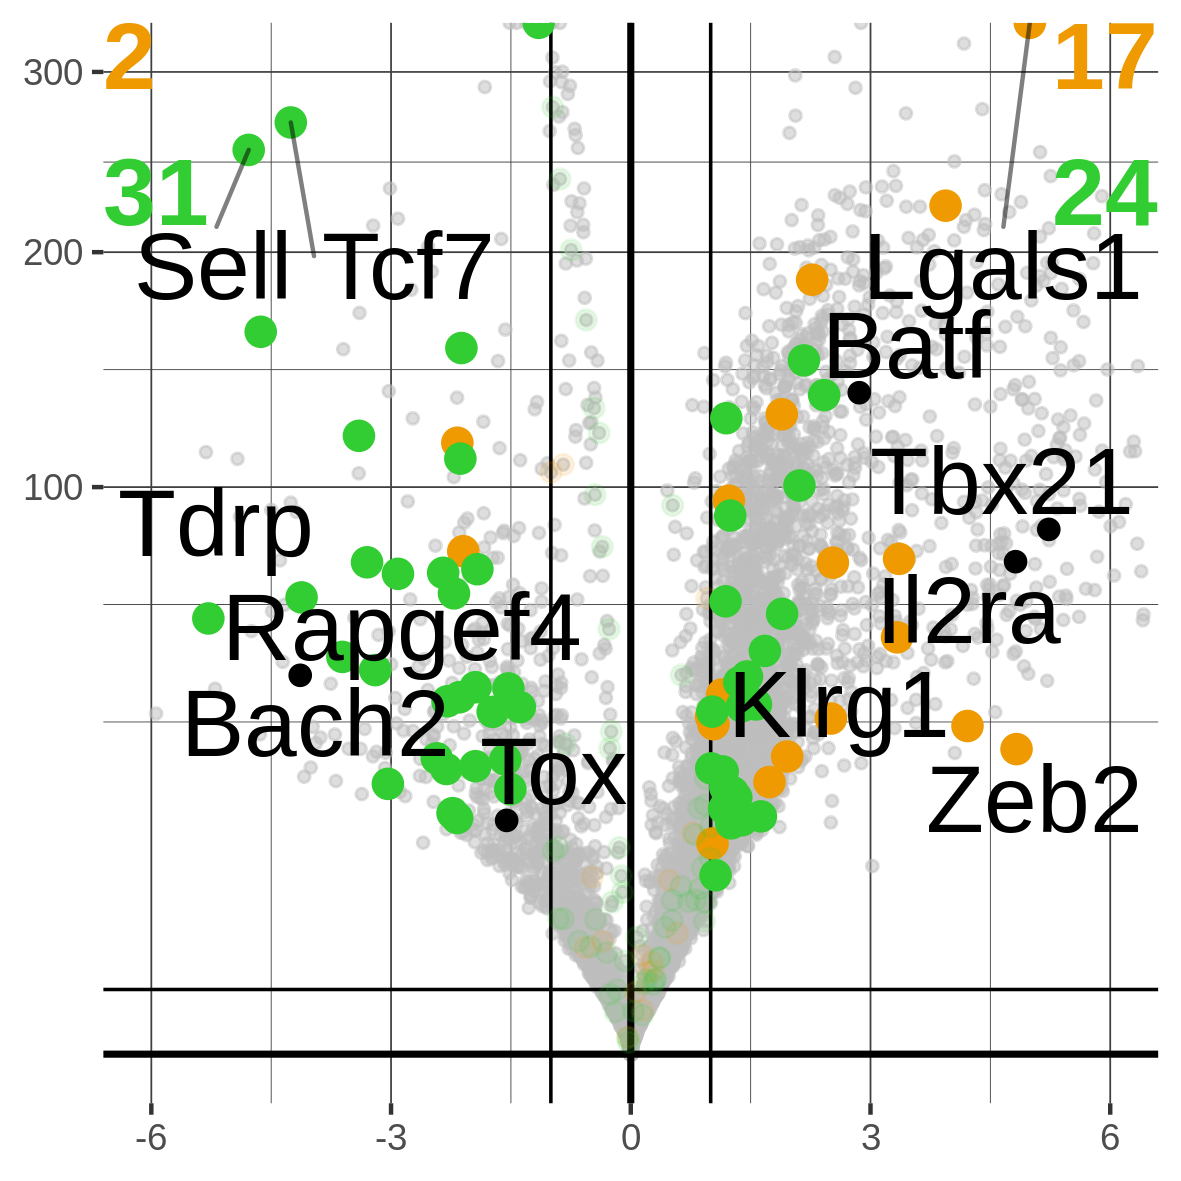 2 17
300
31 24
200
Sell Tcf7 Lgals1
Batf
100
Tbx21
Tdrp
Il2ra
Rapgef4
Klrg1
Bach2
Tox
Zeb2
-6 -3 0 3 6